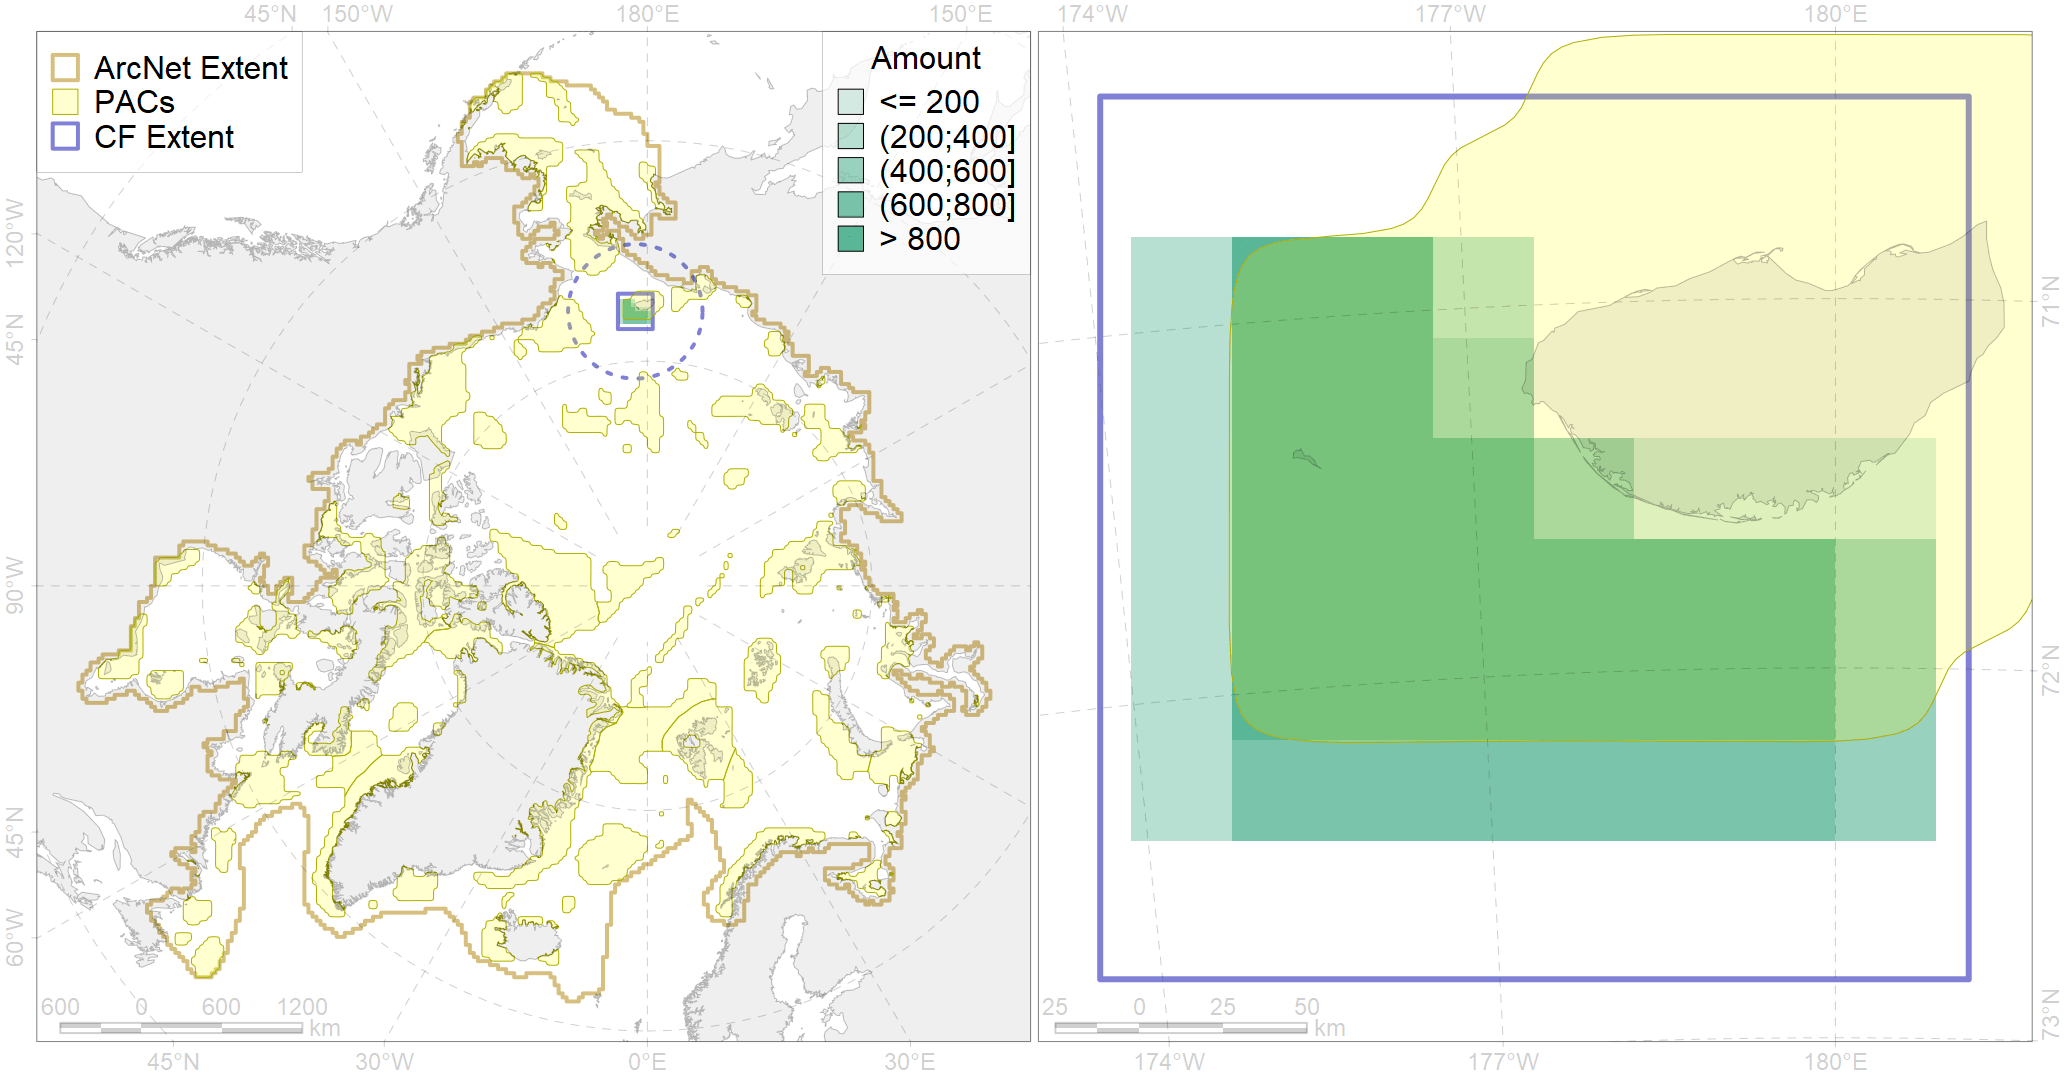 45°N 150°W 180°E 150°E 174°W 177°W 180°E
ArcNet Extent
PACs
CF Extent
Amount
<= 200
(200;400]
(400;600]
(600;800]
> 800
120°W
45°N
90°W
45°N
60°W
71°N
72°N
73°N
600 0 600 1200
km
25 0 25 50
km
45°N 30°W 0°E 30°E 174°W 177°W 180°E